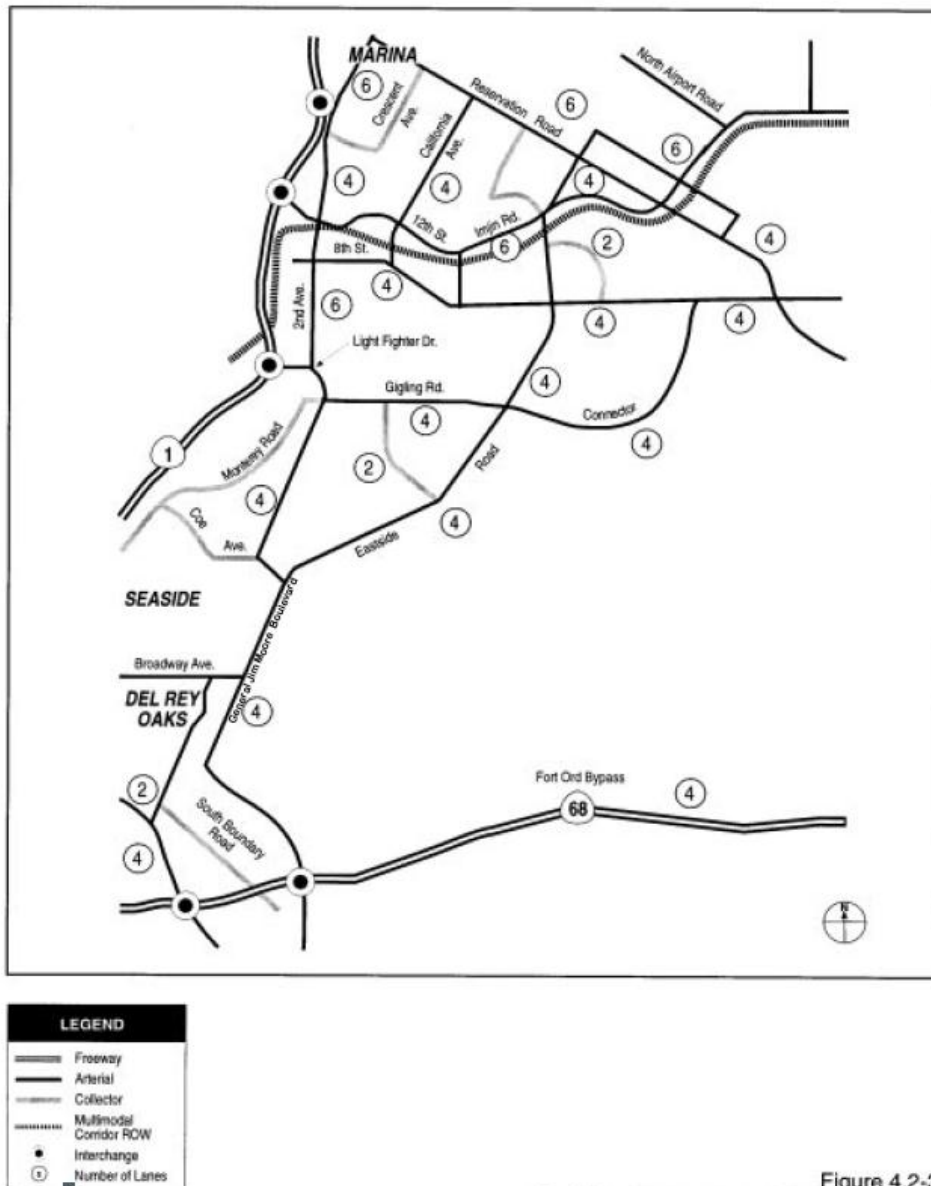 MARINA
6
Crescent
Ave.
Reservation
Road
North Airport Road
6
6
California
Ave.
4
4
4
12th St.
Imjin Rd.
6
2
4
8th St.
4
2nd Ave.
6
4
4
Light Fighter Dr.
4
Gigling Rd.
4
Connector
4
1
Monterey Road
2
Road
4
Coe
Ave.
4
Eastside
SEASIDE
General Jim Moore Boulevard
Broadway Ave.
DEL REY
OAKS
4
Fort Ord Bypass
2
68
4
South Boundary
Road
4
N
LEGEND
Freeway
Arterial
Collector
Multimodal
Corridor ROW
Interchange
Number of Lanes